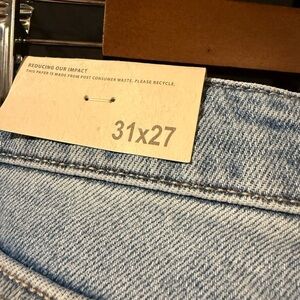 REDUCING OUR IMPACT
THIS PAPER IS MADE FROM POST CONSUMER WASTE. PLEASE RECYCLE.
31x27